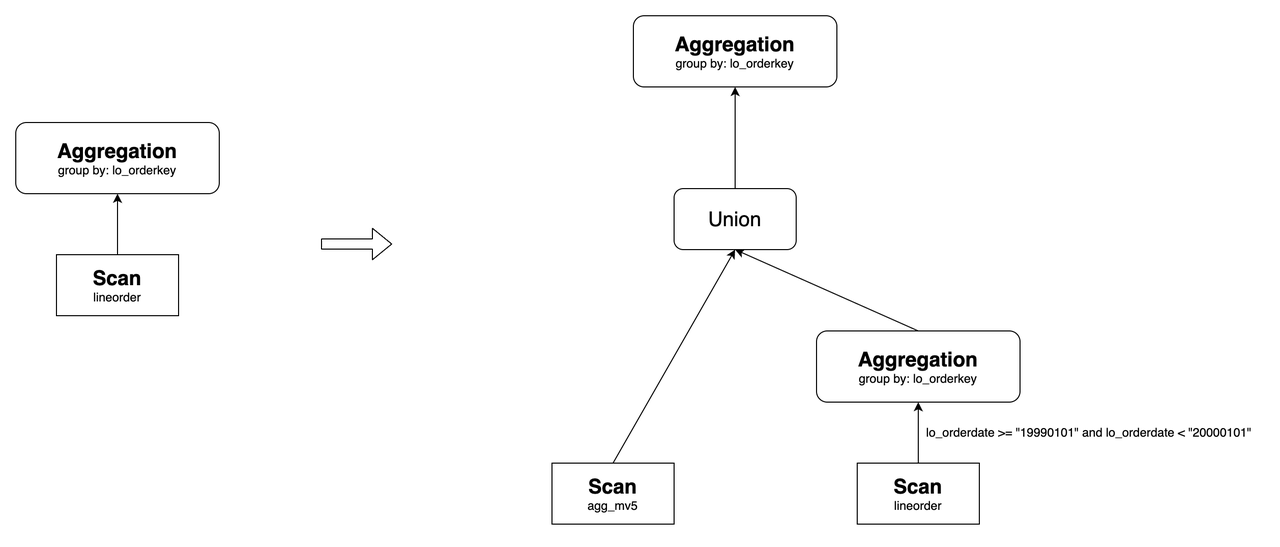 Aggregation
group by: lo_orderkey
Scan
lineorder
Aggregation
group by: lo_orderkey
Union
Aggregation
group by: lo_orderkey
lo_orderdate >= "19990101" and lo_orderdate < "20000101"
Scan
agg_mv5
Scan
lineorder